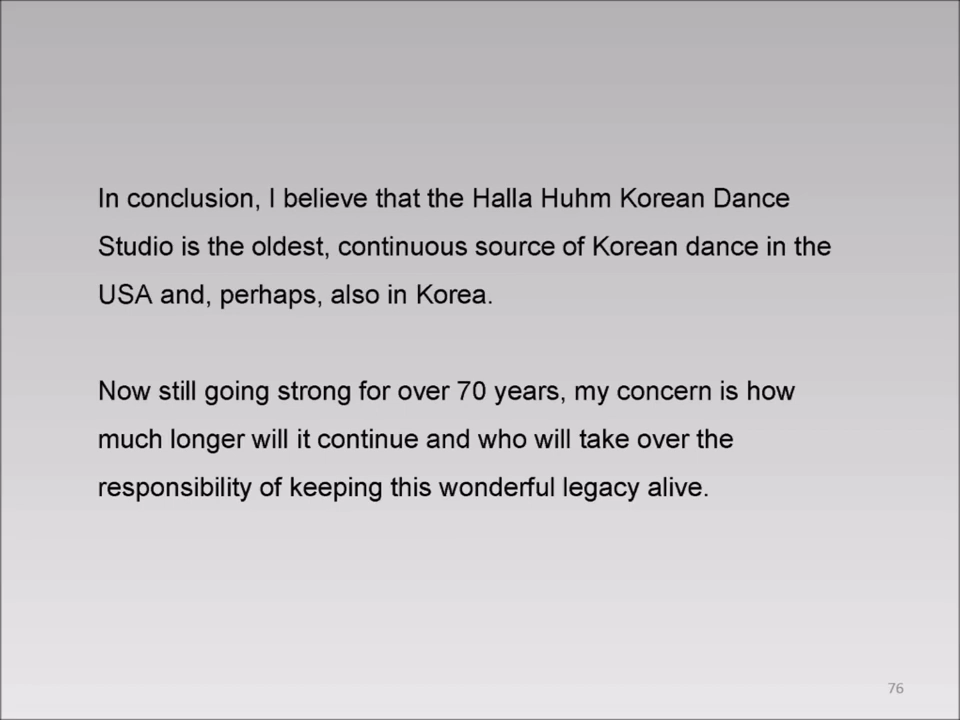 In conclusion, I believe that the Halla Huhm Korean Dance
Studio is the oldest, continuous source of Korean dance in the
USA and, perhaps, also in Korea.
Now still going strong for over 70 years, my concern is how
much longer will it continue and who will take over the
responsibility of keeping this wonderful legacy alive.
76